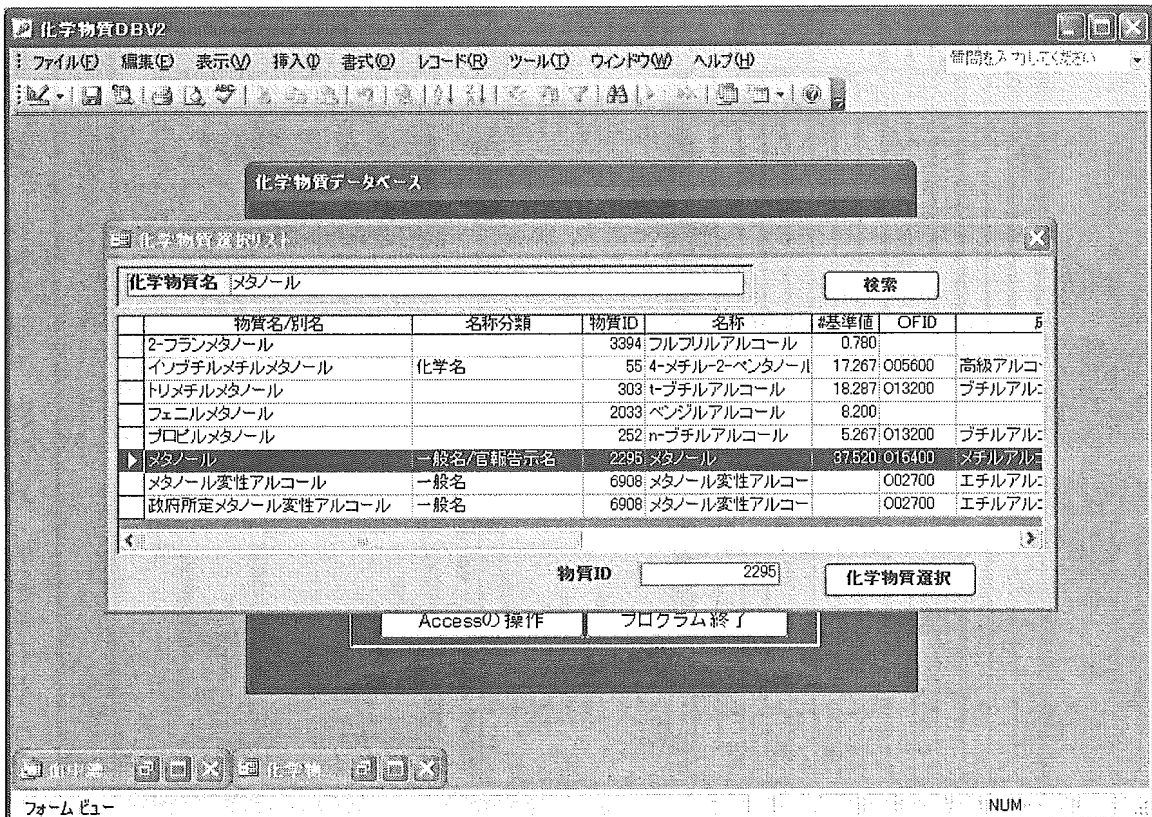 化学物質DBV2
ファイル(F) 編集(E) 表示(V) 挿入(I) 書式(O) レコード(R) ツール(T) ウィンドウ(W) ヘルプ(H) 質問を入力してください
化学物質データベース
化学物質選択リスト
化学物質名 メタノール 検索
物質名/別名 名称分類 物質ID 名称 #基準値 OFID
2-フランメタノール 3394 フルフリルアルコール 0.780
イソブチルメチルメタノール 化学名 55 4-メチル-2-ペンタノール 17.267 O05600 高級アルコ
トリメチルメタノール 303 t-ブチルアルコール 18.287 O13200 ブチルアルコ
フェニルメタノール 2033 ベンジルアルコール 8.200
プロピルメタノール 252 n-ブチルアルコール 5.267 O13200 ブチルアルコ
メタノール 一般名/官報告示名 2295 メタノール 37.520 O15400 メチルアルコ
メタノール変性アルコール 一般名 6908 メタノール変性アルコー O02700 エチルアルコ
政府所定メタノール変性アルコール 一般名 6908 メタノール変性アルコー O02700 エチルアルコ
物質ID 2295 化学物質選択
Accessの操作 プログラム終了
血中濃 化学物
フォーム ビュー NUM